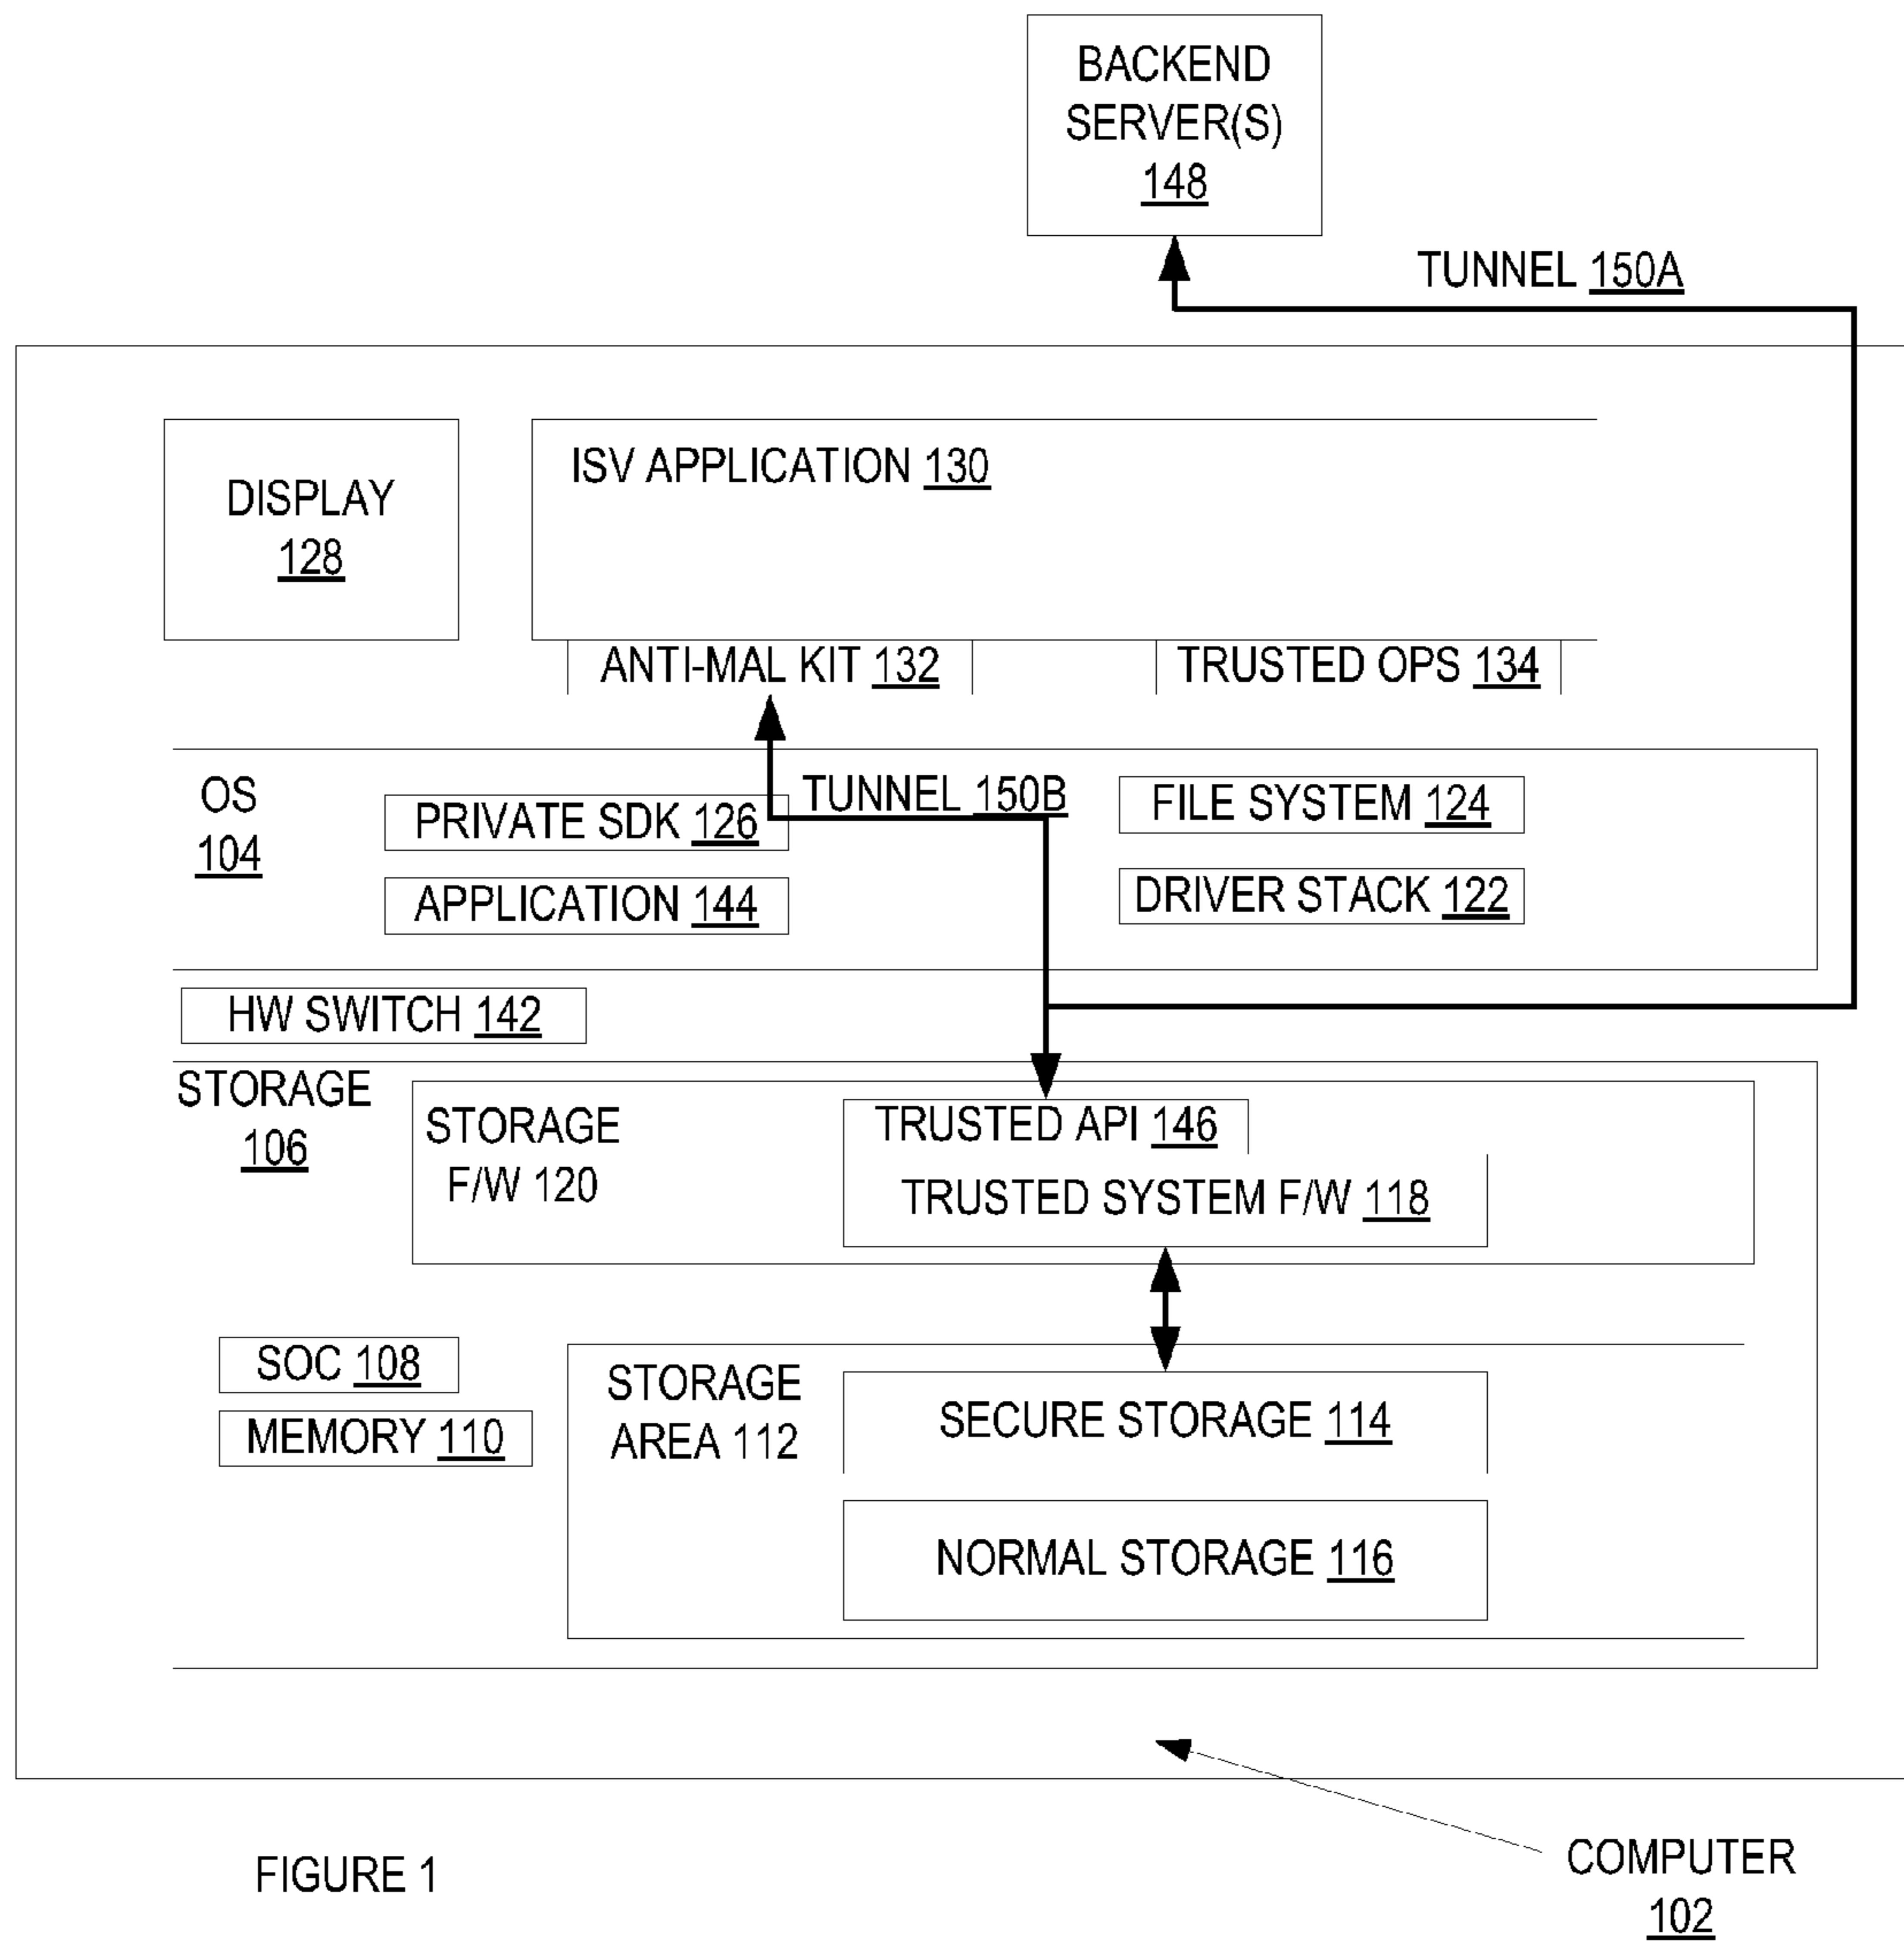 BACKEND
SERVER(S)
148
TUNNEL 150A
DISPLAY
128
ISV APPLICATION 130
ANTI-MAL KIT 132
TRUSTED OPS 134
OS
104
PRIVATE SDK 126
TUNNEL 150B
FILE SYSTEM 124
APPLICATION 144
DRIVER STACK 122
HW SWITCH 142
STORAGE
106
STORAGE
F/W 120
TRUSTED API 146
TRUSTED SYSTEM F/W 118
SOC 108
MEMORY 110
STORAGE
AREA 112
SECURE STORAGE 114
NORMAL STORAGE 116
FIGURE 1
COMPUTER
102